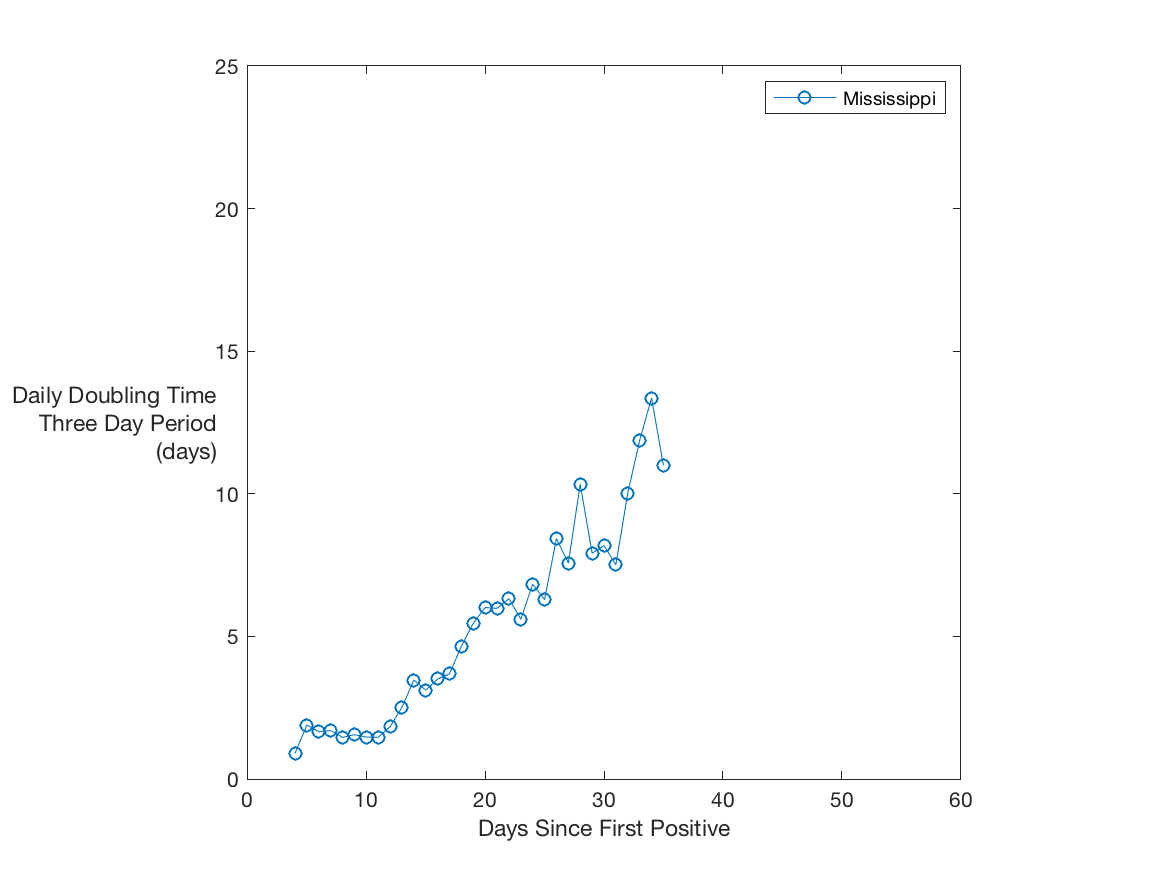 Mississippi
25
20
15
10
5
0
Daily Doubling Time
Three Day Period
(days)
0 10 20 30 40 50 60
Days Since First Positive